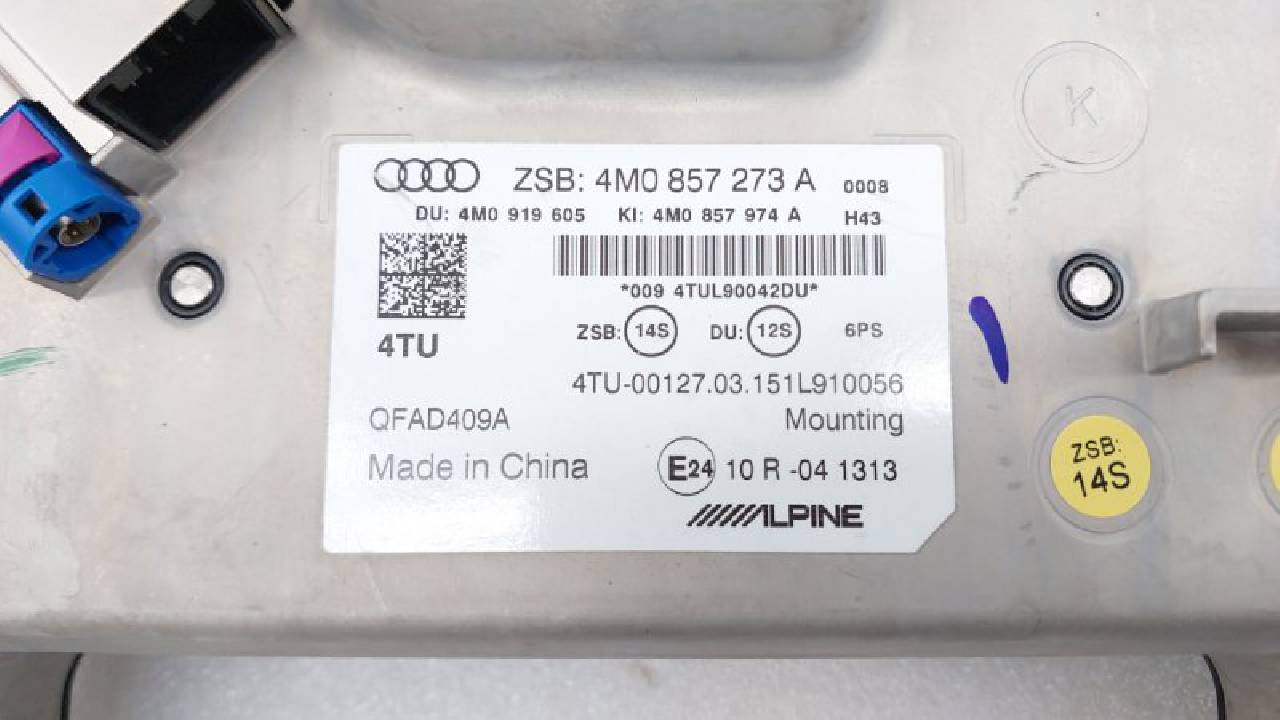 K
ZSB: 4M0 857 273 A 0008
DU: 4M0 919 605 KI: 4M0 857 974 A H43
*009 4TUL90042DU*
ZSB: 14S DU: 12S 6PS
4TU
4TU-00127.03.151L910056
QFAD409A Mounting
Made in China E24 10 R -04 1313
ALPINE
ZSB:
14S